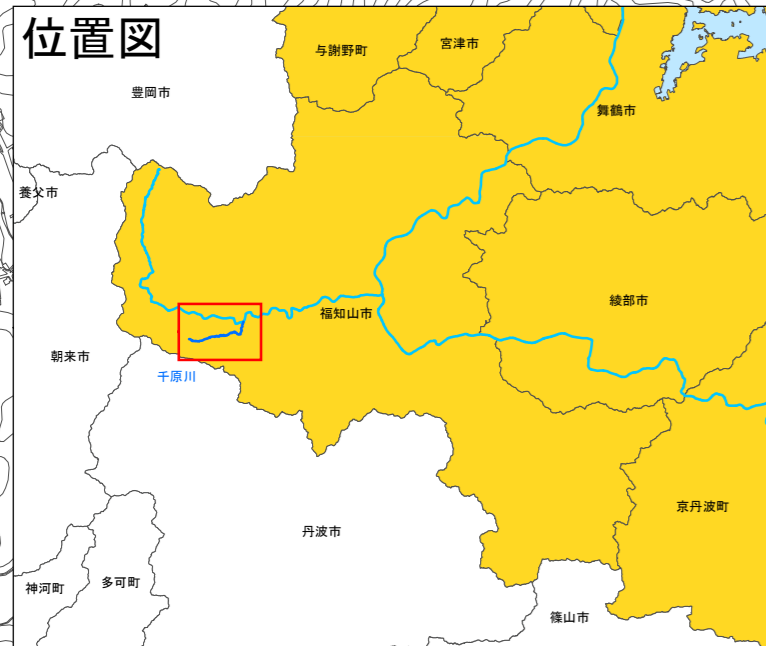 位置図
与謝野町
宮津市
豊岡市
舞鶴市
養父市
綾部市
福知山市
朝来市
千原川
京丹波町
丹波市
神河町
多可町
篠山市